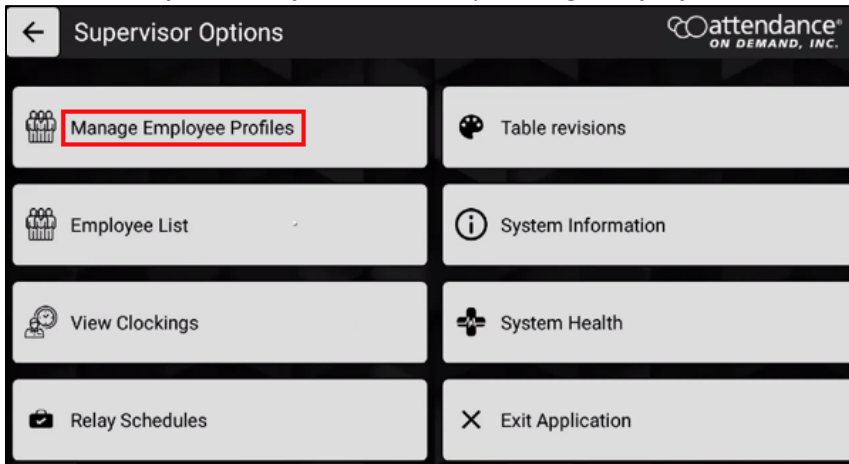 Supervisor Options
attendance®
ON DEMAND, INC.
Manage Employee Profiles
Table revisions
Employee List
System Information
View Clockings
System Health
Relay Schedules
Exit Application